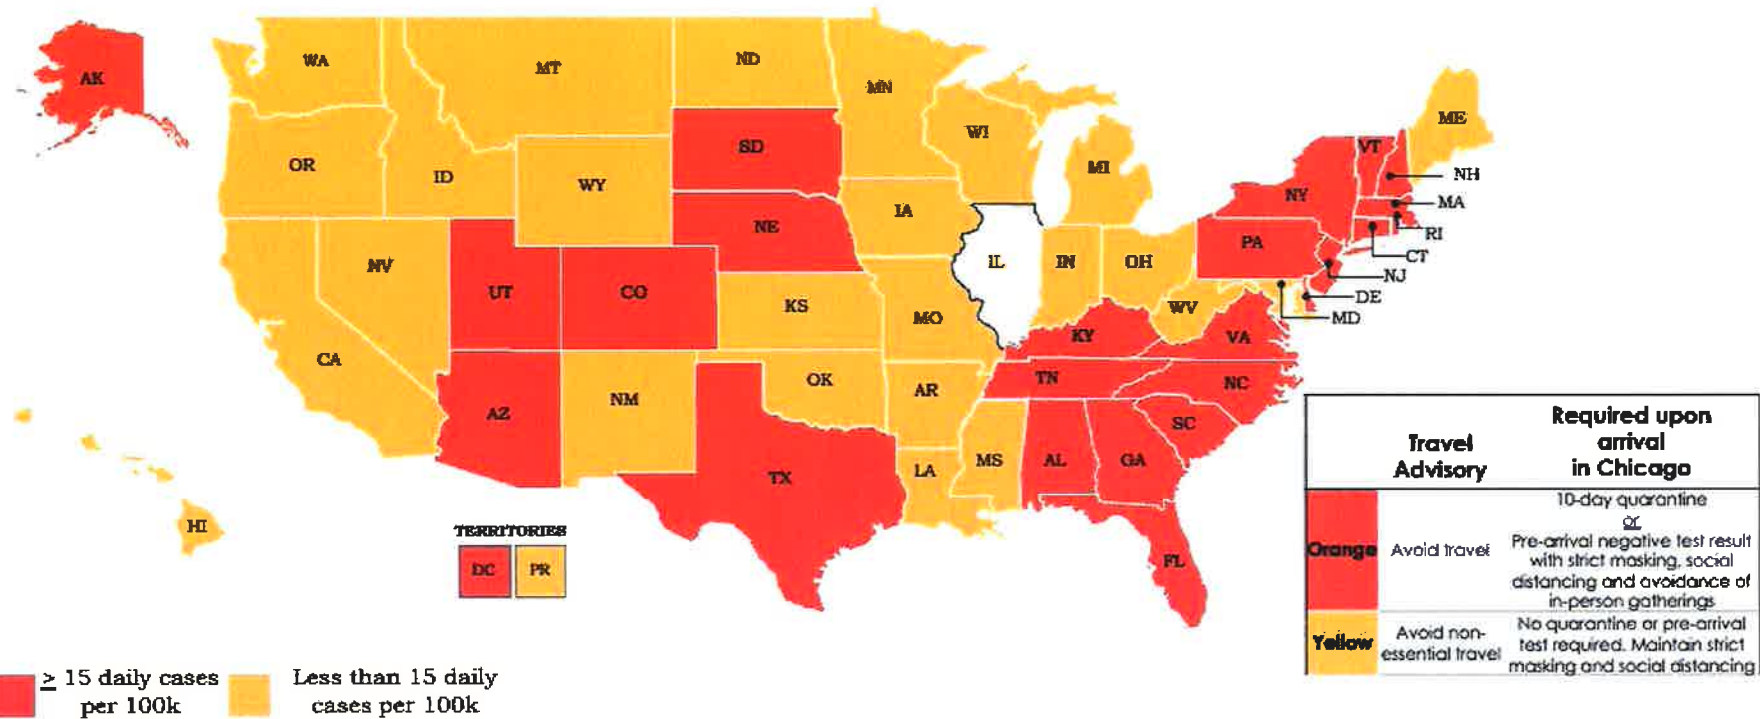 AK
WA
MT
ND
MN
ME
WI
VT
SD
OR
ID
WY
MI
NH
NY
MA
IA
NE
RI
PA
CT
NV
IL
IN
OH
NJ
UT
CO
DE
KS
WV
MD
MO
KY
VA
CA
TN
NC
OK
AR
NM
AZ
SC
LA
MS
AL
GA
TX
HI
FL
TERRITORIES
DC
PR
Travel
Advisory
Required upon
arrival
in Chicago
Orange
Avoid travel
10-day quarantine
or
Pre-arrival negative test result
with strict masking, social
distancing and avoidance of
in-person gatherings
Yellow
Avoid non-
essential travel
No quarantine or pre-arrival
test required. Maintain strict
masking and social distancing
≥ 15 daily cases
per 100k
Less than 15 daily
cases per 100k